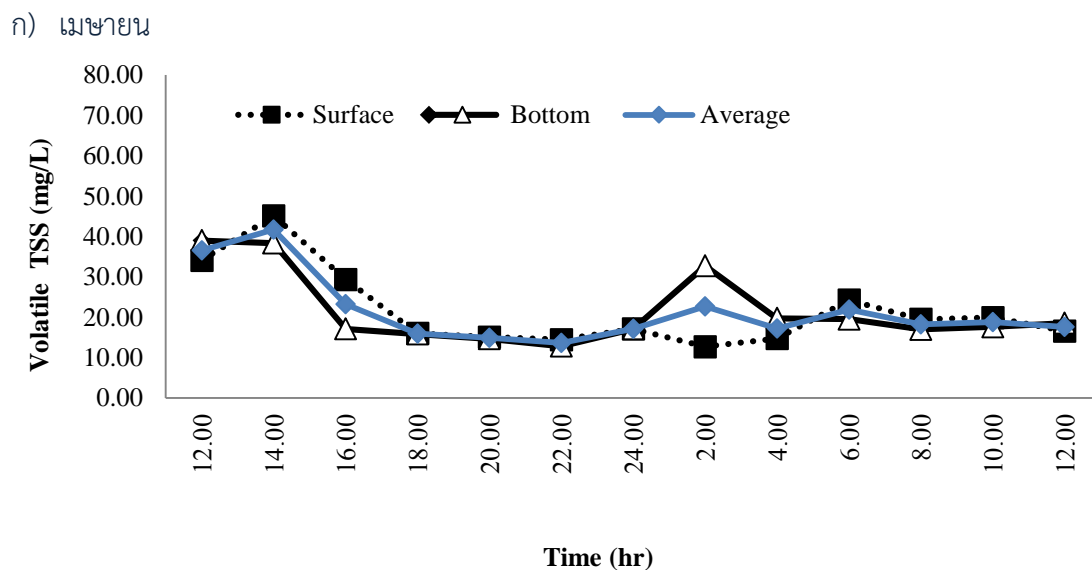 ก) เมษายน
80.00
70.00
60.00
50.00
40.00
30.00
20.00
10.00
0.00
Volatile TSS (mg/L)
Surface Bottom Average
12.00 14.00 16.00 18.00 20.00 22.00 24.00 2.00 4.00 6.00 8.00 10.00 12.00
Time (hr)